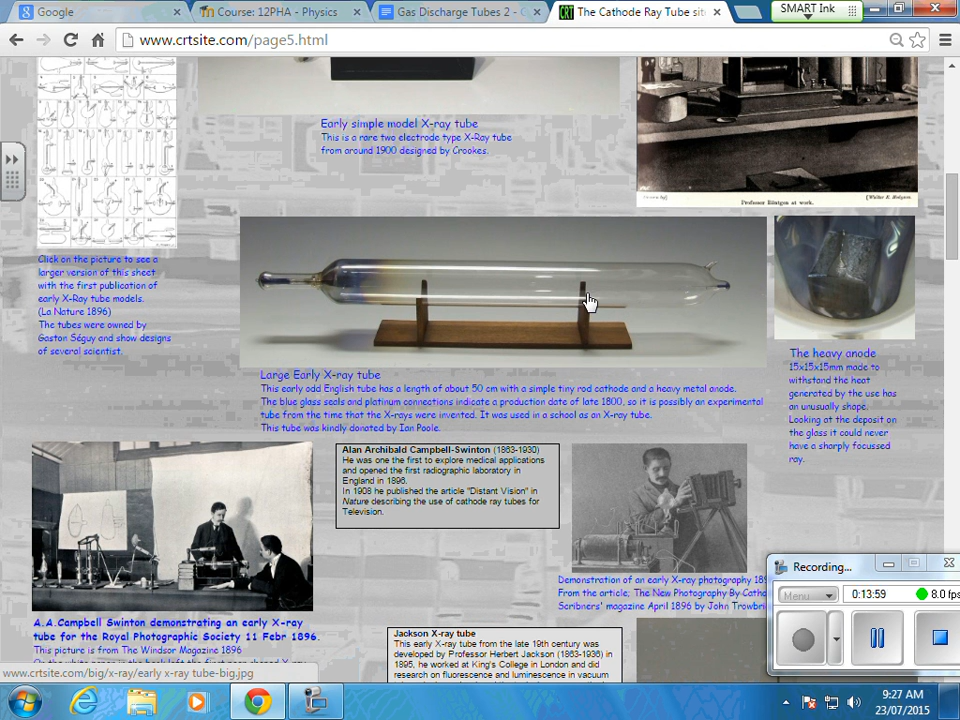 Google
Course: 12PHA - Physics
Gas Discharge Tubes 2 - G
CRT The Cathode Ray Tube sit
SMART Ink
www.crtsite.com/page5.html
Early simple model X-ray tube
This is a rare two electrode type X-Ray tube
from around 1900 designed by Crookes.
Professor Röntgen at work.
Click on the picture to see a
larger version of this sheet
with the first publication of
early X-Ray tube models.
(La Nature 1896)
The tubes were owned by
Gaston Séguy and show designs
of several scientist.
Large Early X-ray tube
This early odd English tube has a length of about 50 cm with a simple tiny rod cathode and a heavy metal anode.
The blue glass seals and platinum connections indicate a production date of late 1800, so it is possibly an experimental
tube from the time that the X-rays were invented. It was used in a school as an X-ray tube.
This tube was kindly donated by Ian Poole.
The heavy anode
15x15x15mm made to
withstand the heat
generated by the use has
an unusually shape.
Looking at the deposit on
the glass it could never
have a sharply focussed
ray.
Alan Archibald Campbell-Swinton (1863-1930)
He was one the first to explore medical applications
and opened the first radiographic laboratory in
England in 1896.
In 1908 he published the article "Distant Vision" in
Nature describing the use of cathode ray tubes for
Television.
Demonstration of an early X-ray photography 189
From the article, The New Photography By Catho
Scribners' magazine April 1896 by John Trowbri
A.A.Campbell Swinton demonstrating an early X-ray
tube for the Royal Photographic Society 11 Febr 1896.
This picture is from The Windsor Magazine 1896
Jackson X-ray tube
This early X-ray tube from the late 19th century was
developed by Professor Herbert Jackson (1863-1936) in
1895, he worked at King's College in London and did
research on fluorescence and luminescence in vacuum
www.crtsite.com/big/x-ray/early x-ray tube-big.jpg
Recording...
Menu
0:13:59
8.0 fps
9:27 AM
23/07/2015